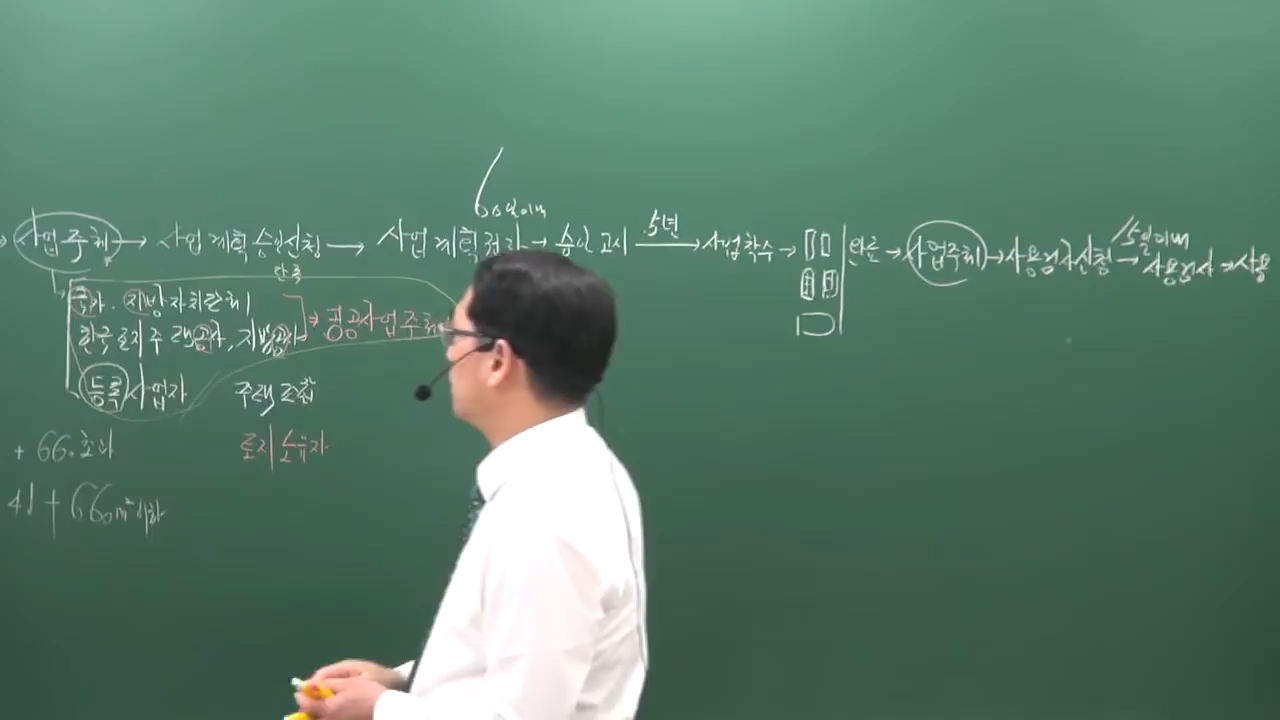 60일이내
사업주체 → 사업계획승인신청 → 사업계획 → 승인고시 5년 → 사업착수 → 완료 → 사업주체 → 사용검사신청 15일이내 → 사용검사 → 사용
단독
국가. 지방자치단체
한국토지주택공사, 지방공사 → 공공사업주체
등록사업자 주택조합
+ 66. 초과 토지소유자
+ 660m² 이하